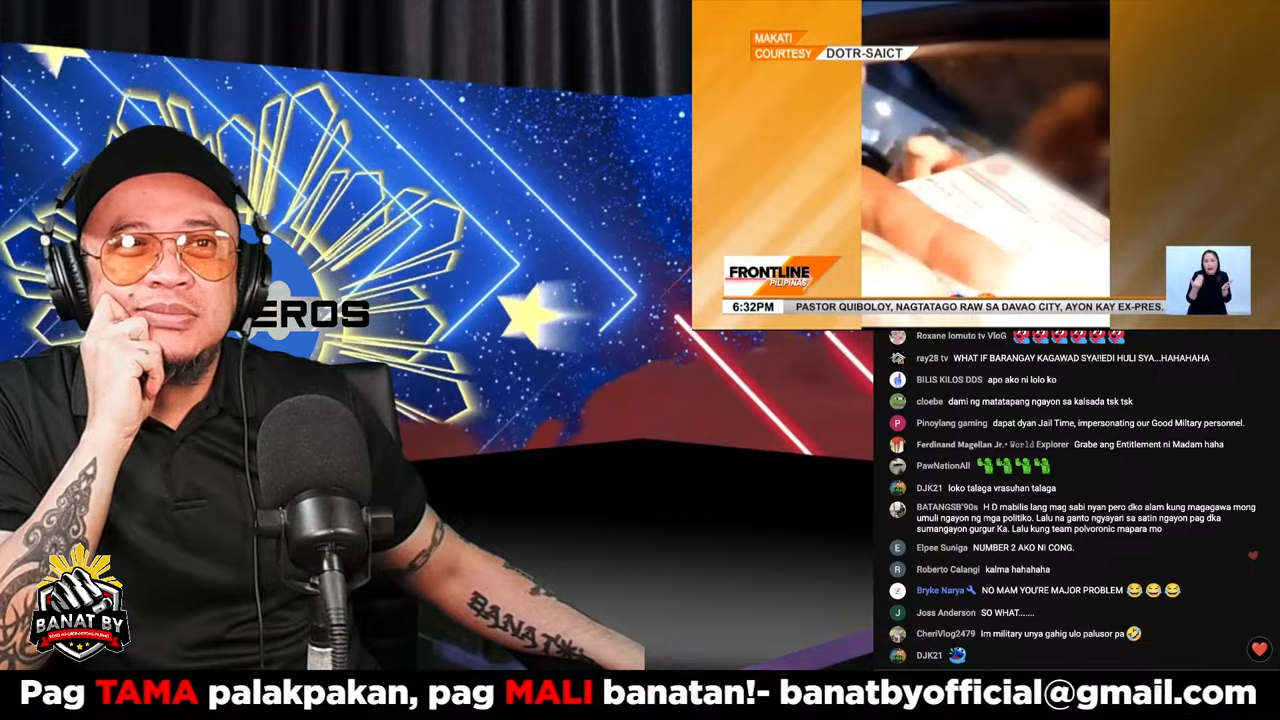 MAKATI
COURTESY DOTR-SAICT
FRONTLINE
PILIPINAS
6:32PM PASTOR QUIBOLOY, NAGTATAGO RAW SA DAVAO CITY, AYON KAY EX-PRES.
EROS
Roxane lomuto tv VloG
ray28 tv WHAT IF BARANGAY KAGAWAD SYA!!EDI HULI SYA...HAHAHAHA
BILIS KILOS DDS apo ako ni lolo ko
cloebe dami ng matatapang ngayon sa kalsada tsk tsk
P Pinoylang gaming dapat dyan Jail Time, impersonating our Good Miltary personnel.
Ferdinand Magellan Jr.• World Explorer Grabe ang Entitlement ni Madam haha
PawNationAll
DJK21 loko talaga vrasuhan talaga
BATANGSB'90s H D mabilis lang mag sabi nyan pero dko alam kung magagawa mong
umuli ngayon ng mga politiko. Lalu na ganto ngyayari sa satin ngayon pag dka
sumangayon gurgur Ka. Lalu kung team polvoronic mapara mo
E Elpee Suniga NUMBER 2 AKO NI CONG.
R Roberto Calangi kalma hahahaha
Bryke Narya🔧 NO MAM YOU'RE MAJOR PROBLEM 😂😂😂
J Joss Anderson SO WHAT.......
CheriVlog2479 Im military unya gahig ulo palusor pa 🤣
DJK21
BANAT
BANAT BY
Pag TAMA palakpakan, pag MALI banatan!- banatbyofficial@gmail.com